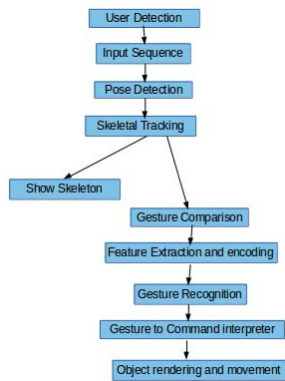 User Detection
Input Sequence
Pose Detection
Skeletal Tracking
Show Skeleton
Gesture Comparison
Feature Extraction and encoding
Gesture Recognition
Gesture to Command interpreter
Object rendering and movement